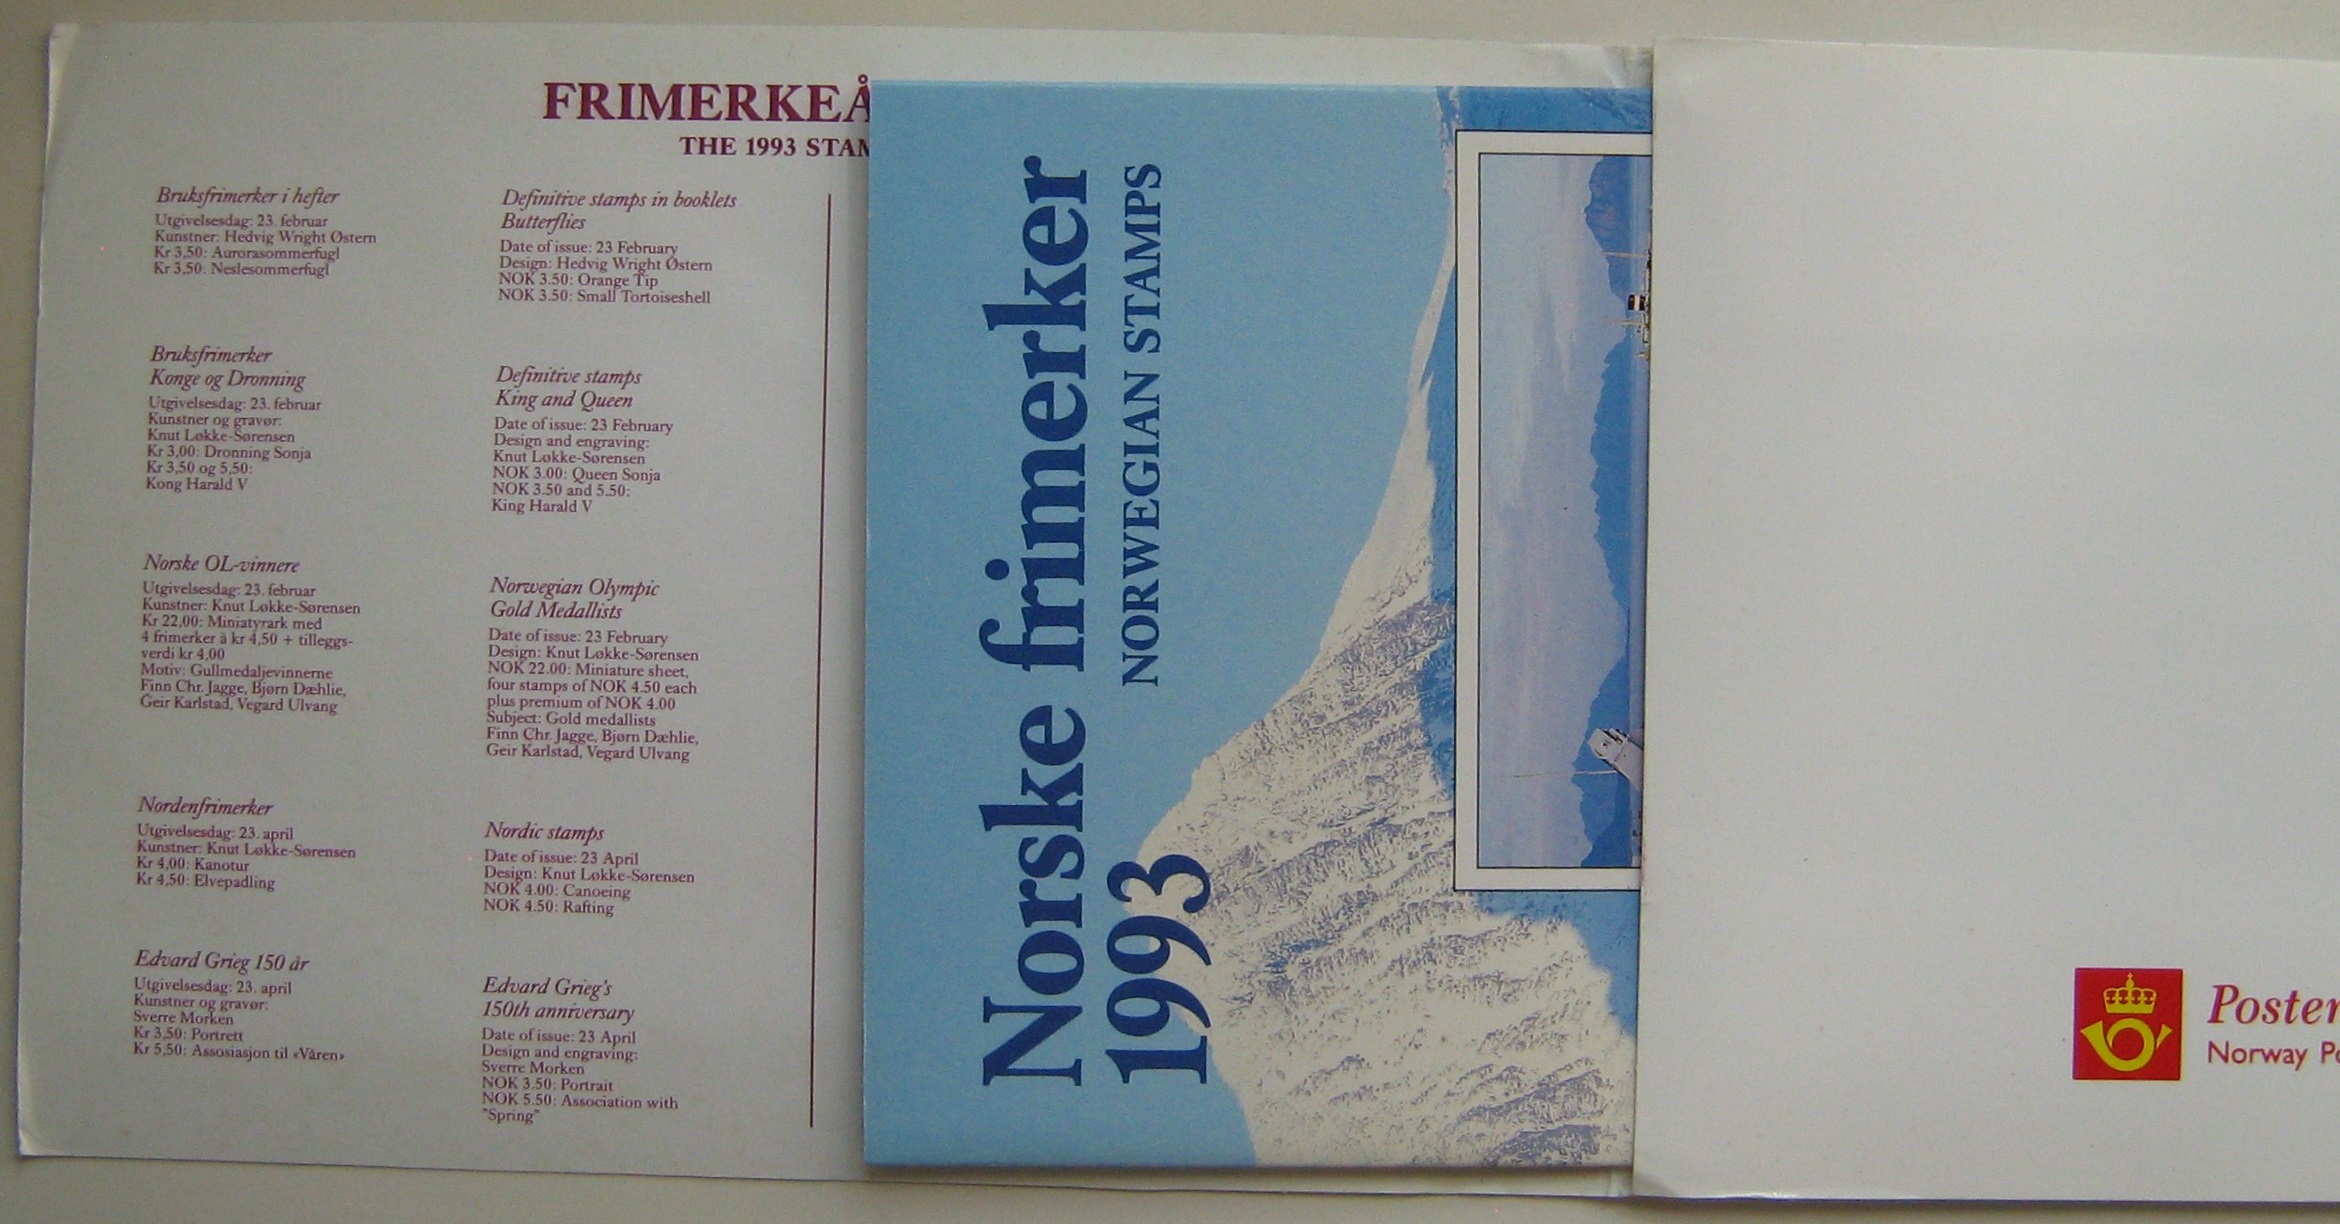 FRIMERKEÅ
THE 1993 STAM
Bruksfrimerker i hefter
Utgivelsesdag: 23. februar
Kunstner: Hedvig Wright Østern
Kr 3,50: Aurorasommerfugl
Kr 3,50: Neslesommerfugl
Bruksfrimerker
Konge og Dronning
Utgivelsesdag: 23. februar
Kunstner og gravør:
Knut Løkke-Sørensen
Kr 3,00: Dronning Sonja
Kr 3,50 og 5,50:
Kong Harald V
Norske OL-vinnere
Utgivelsesdag: 23. februar
Kunstner: Knut Løkke-Sørensen
Kr 22,00: Miniatyrark med
4 frimerker à kr 4,50 + tilleggs-
verdi kr 4,00
Motiv: Gullmedaljevinnerne
Finn Chr. Jagge, Bjørn Dæhlie,
Geir Karlstad, Vegard Ulvang
Nordenfrimerker
Utgivelsesdag: 23. april
Kunstner: Knut Løkke-Sørensen
Kr 4,00: Kanotur
Kr 4,50: Elvepadling
Edvard Grieg 150 år
Utgivelsesdag: 23. april
Kunstner og gravør:
Sverre Morken
Kr 3,50: Portrett
Kr 5,50: Assosiasjon til «Våren»
Definitive stamps in booklets
Butterflies
Date of issue: 23 February
Design: Hedvig Wright Østern
NOK 3.50: Orange Tip
NOK 3.50: Small Tortoiseshell
Definitive stamps
King and Queen
Date of issue: 23 February
Design and engraving:
Knut Løkke-Sørensen
NOK 3.00: Queen Sonja
NOK 3.50 and 5.50:
King Harald V
Norwegian Olympic
Gold Medallists
Date of issue: 23 February
Design: Knut Løkke-Sørensen
NOK 22.00: Miniature sheet,
four stamps of NOK 4.50 each
plus premium of NOK 4.00
Subject: Gold medallists
Finn Chr. Jagge, Bjørn Dæhlie,
Geir Karlstad, Vegard Ulvang
Nordic stamps
Date of issue: 23 April
Design: Knut Løkke-Sørensen
NOK 4.00: Canoeing
NOK 4.50: Rafting
Edvard Grieg's
150th anniversary
Date of issue: 23 April
Design and engraving:
Sverre Morken
NOK 3.50: Portrait
NOK 5.50: Association with
"Spring"
Norske frimerker
1993 NORWEGIAN STAMPS
Poster
Norway Po